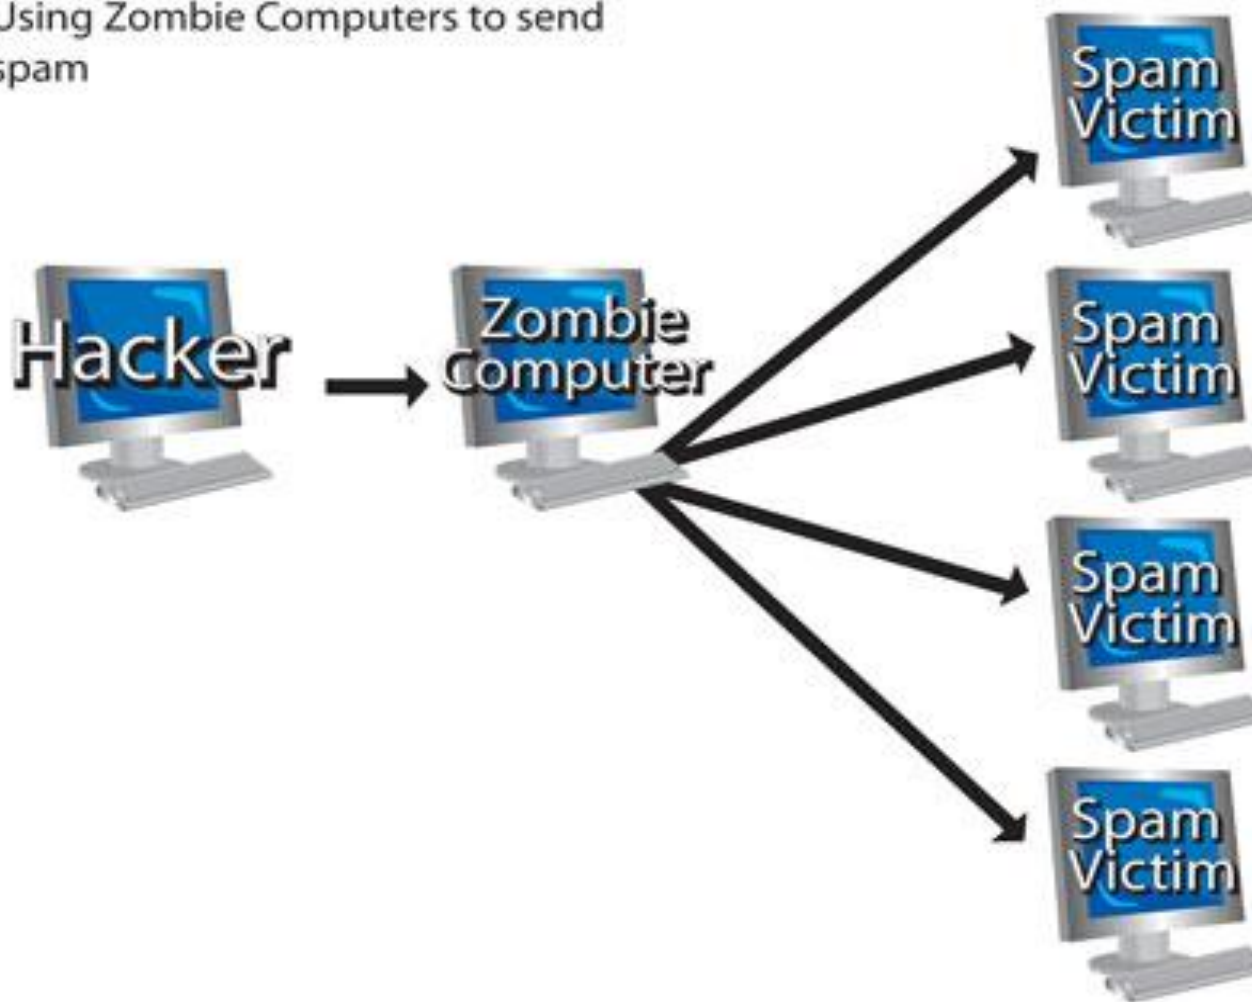 Using Zombie Computers to send
spam
Hacker
Zombie
Computer
Spam
Victim
Spam
Victim
Spam
Victim
Spam
Victim